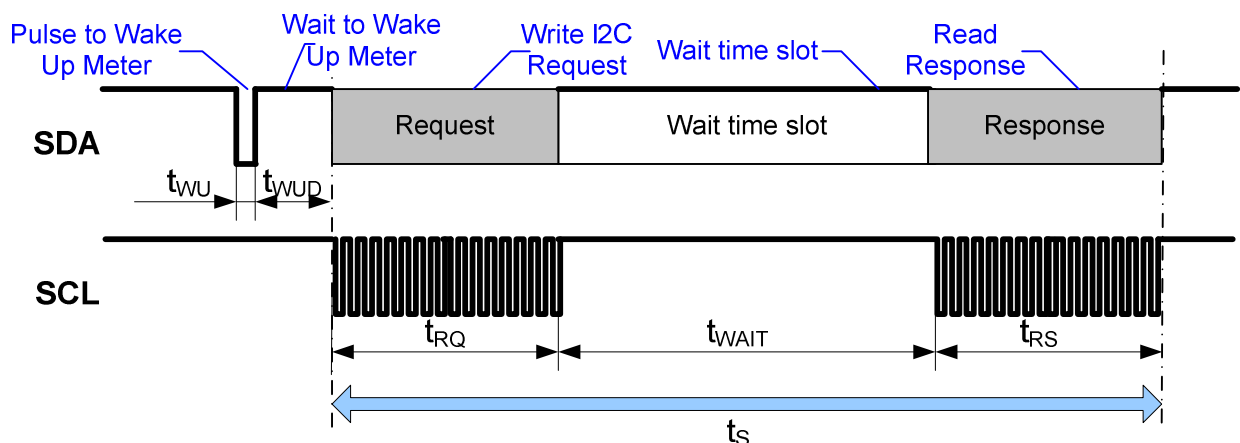 Pulse to Wake
Up Meter
Wait to Wake
Up Meter
Write I2C
Request
Wait time slot
Read
Response
SDA
Request
Wait time slot
Response
tWU
tWUD
SCL
tRQ
tWAIT
tRS
tS